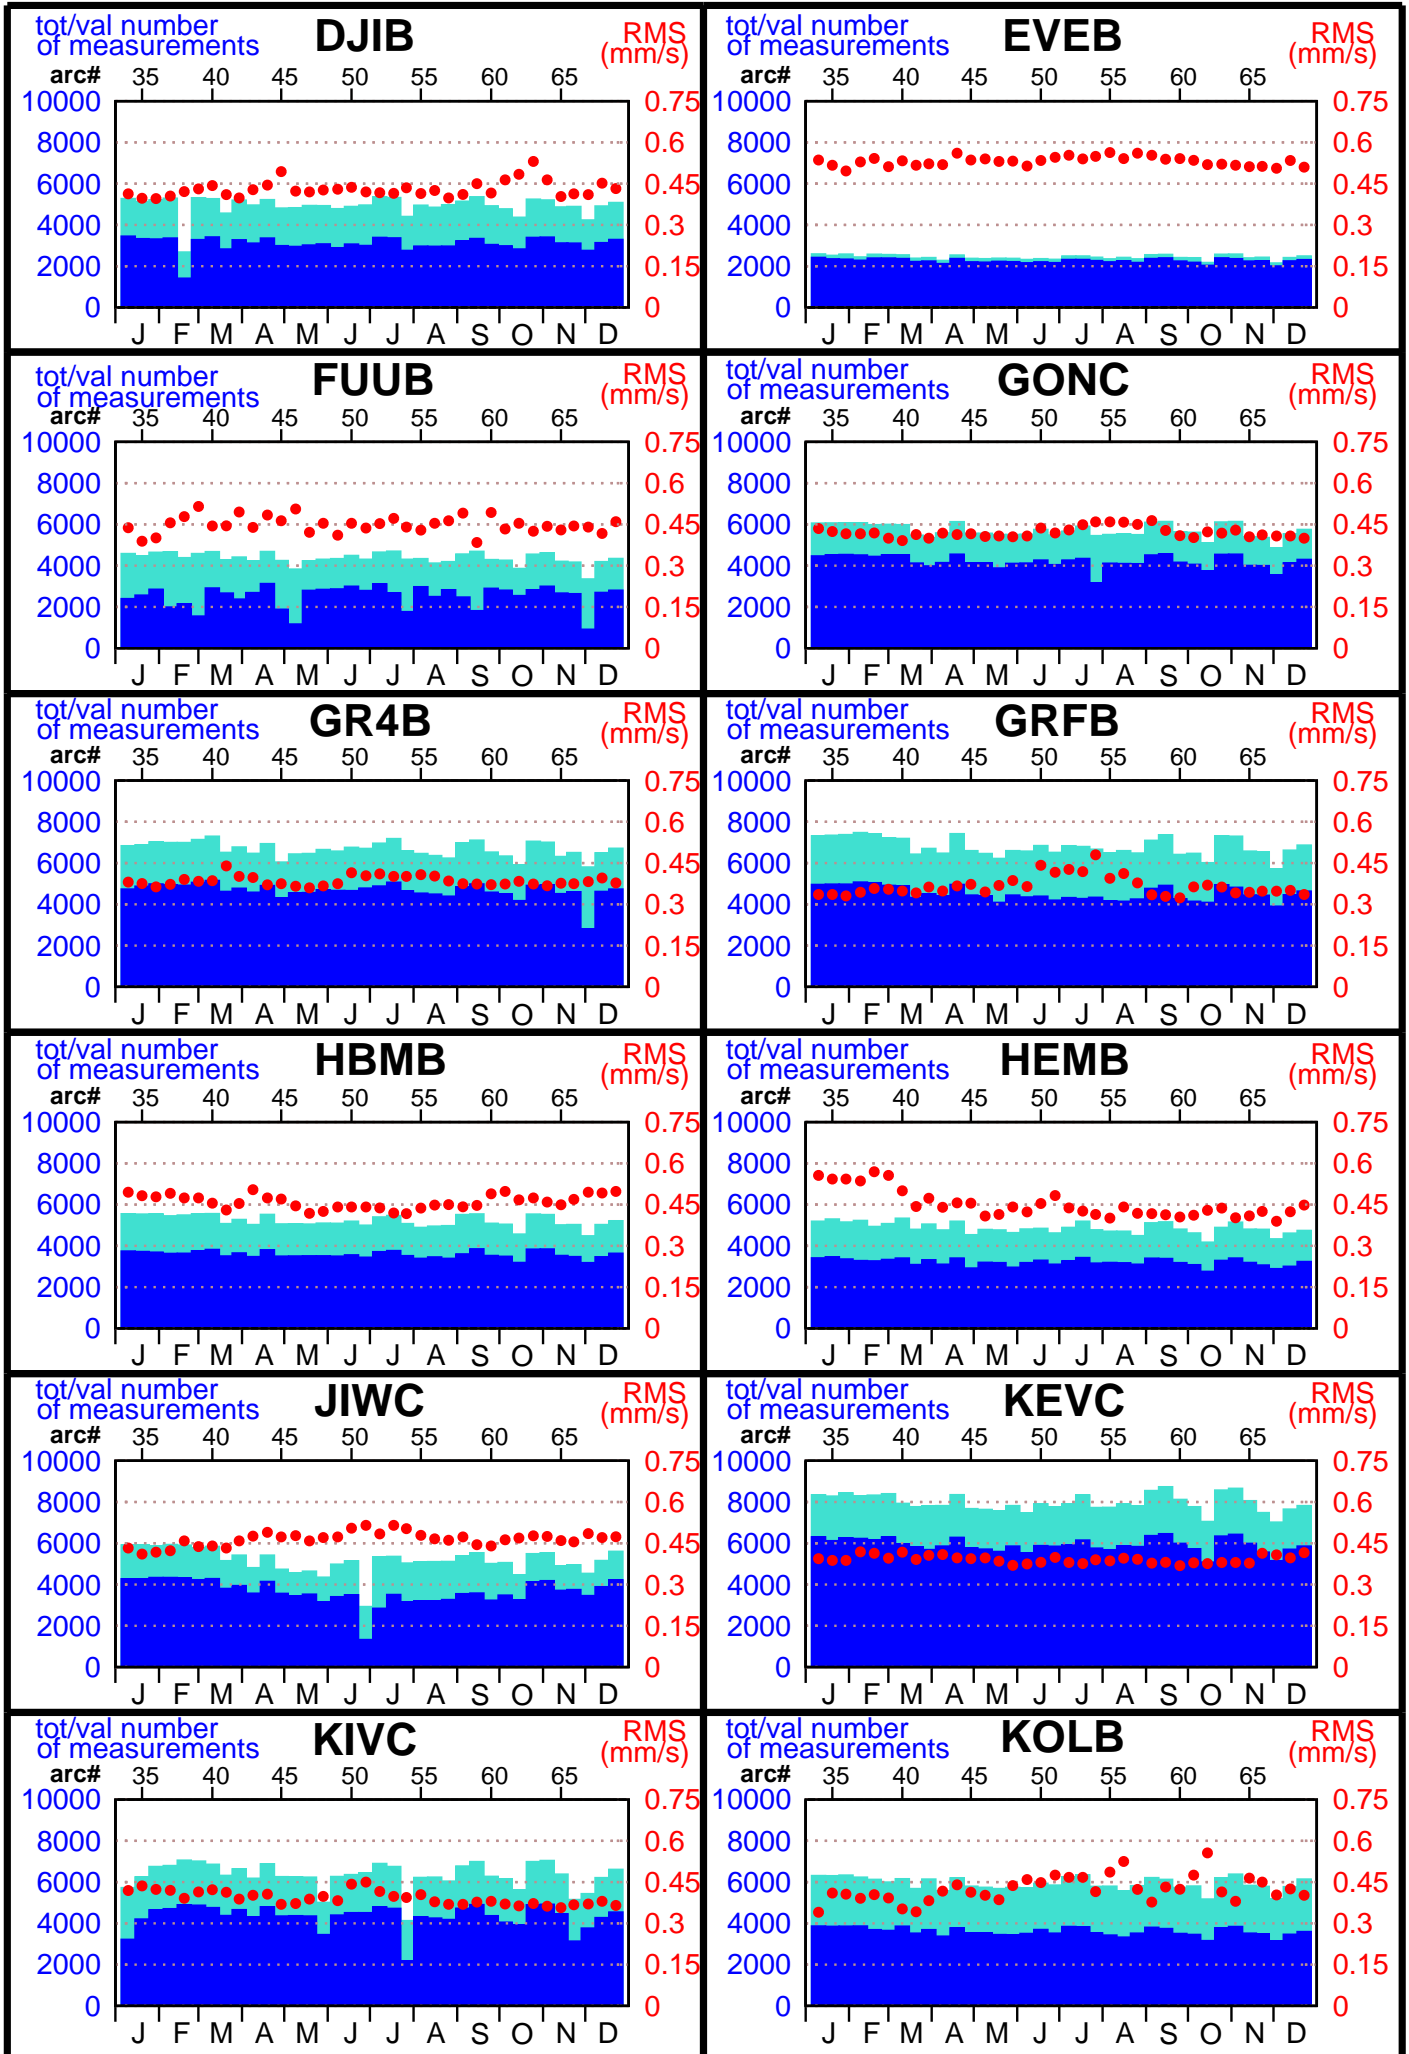 tot/val number
of measurements
DJIB
RMS
(mm/s)
arc# 35 40 45 50 55 60 65
10000 0.75
8000 0.6
6000 0.45
4000 0.3
2000 0.15
0 0
J F M A M J J A S O N D
tot/val number
of measurements
EVEB
RMS
(mm/s)
arc# 35 40 45 50 55 60 65
10000 0.75
8000 0.6
6000 0.45
4000 0.3
2000 0.15
0 0
J F M A M J J A S O N D
tot/val number
of measurements
FUUB
RMS
(mm/s)
arc# 35 40 45 50 55 60 65
10000 0.75
8000 0.6
6000 0.45
4000 0.3
2000 0.15
0 0
J F M A M J J A S O N D
tot/val number
of measurements
GONC
RMS
(mm/s)
arc# 35 40 45 50 55 60 65
10000 0.75
8000 0.6
6000 0.45
4000 0.3
2000 0.15
0 0
J F M A M J J A S O N D
tot/val number
of measurements
GR4B
RMS
(mm/s)
arc# 35 40 45 50 55 60 65
10000 0.75
8000 0.6
6000 0.45
4000 0.3
2000 0.15
0 0
J F M A M J J A S O N D
tot/val number
of measurements
GRFB
RMS
(mm/s)
arc# 35 40 45 50 55 60 65
10000 0.75
8000 0.6
6000 0.45
4000 0.3
2000 0.15
0 0
J F M A M J J A S O N D
tot/val number
of measurements
HBMB
RMS
(mm/s)
arc# 35 40 45 50 55 60 65
10000 0.75
8000 0.6
6000 0.45
4000 0.3
2000 0.15
0 0
J F M A M J J A S O N D
tot/val number
of measurements
HEMB
RMS
(mm/s)
arc# 35 40 45 50 55 60 65
10000 0.75
8000 0.6
6000 0.45
4000 0.3
2000 0.15
0 0
J F M A M J J A S O N D
tot/val number
of measurements
JIWC
RMS
(mm/s)
arc# 35 40 45 50 55 60 65
10000 0.75
8000 0.6
6000 0.45
4000 0.3
2000 0.15
0 0
J F M A M J J A S O N D
tot/val number
of measurements
KEVC
RMS
(mm/s)
arc# 35 40 45 50 55 60 65
10000 0.75
8000 0.6
6000 0.45
4000 0.3
2000 0.15
0 0
J F M A M J J A S O N D
tot/val number
of measurements
KIVC
RMS
(mm/s)
arc# 35 40 45 50 55 60 65
10000 0.75
8000 0.6
6000 0.45
4000 0.3
2000 0.15
0 0
J F M A M J J A S O N D
tot/val number
of measurements
KOLB
RMS
(mm/s)
arc# 35 40 45 50 55 60 65
10000 0.75
8000 0.6
6000 0.45
4000 0.3
2000 0.15
0 0
J F M A M J J A S O N D